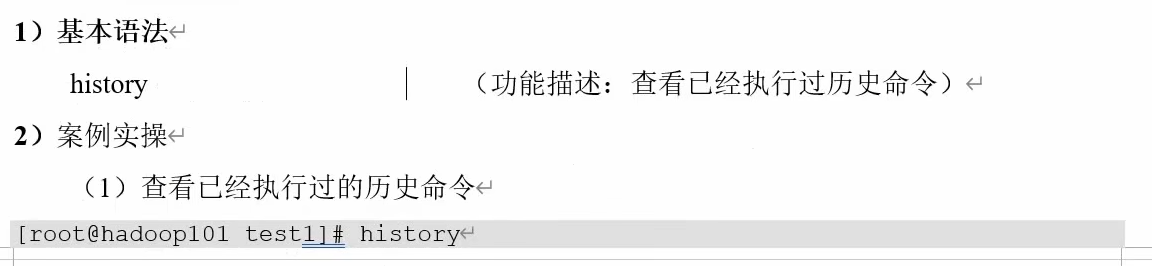 1）基本语法
history （功能描述：查看已经执行过历史命令）
2）案例实操
（1）查看已经执行过的历史命令
[root@hadoop101 test1]# history